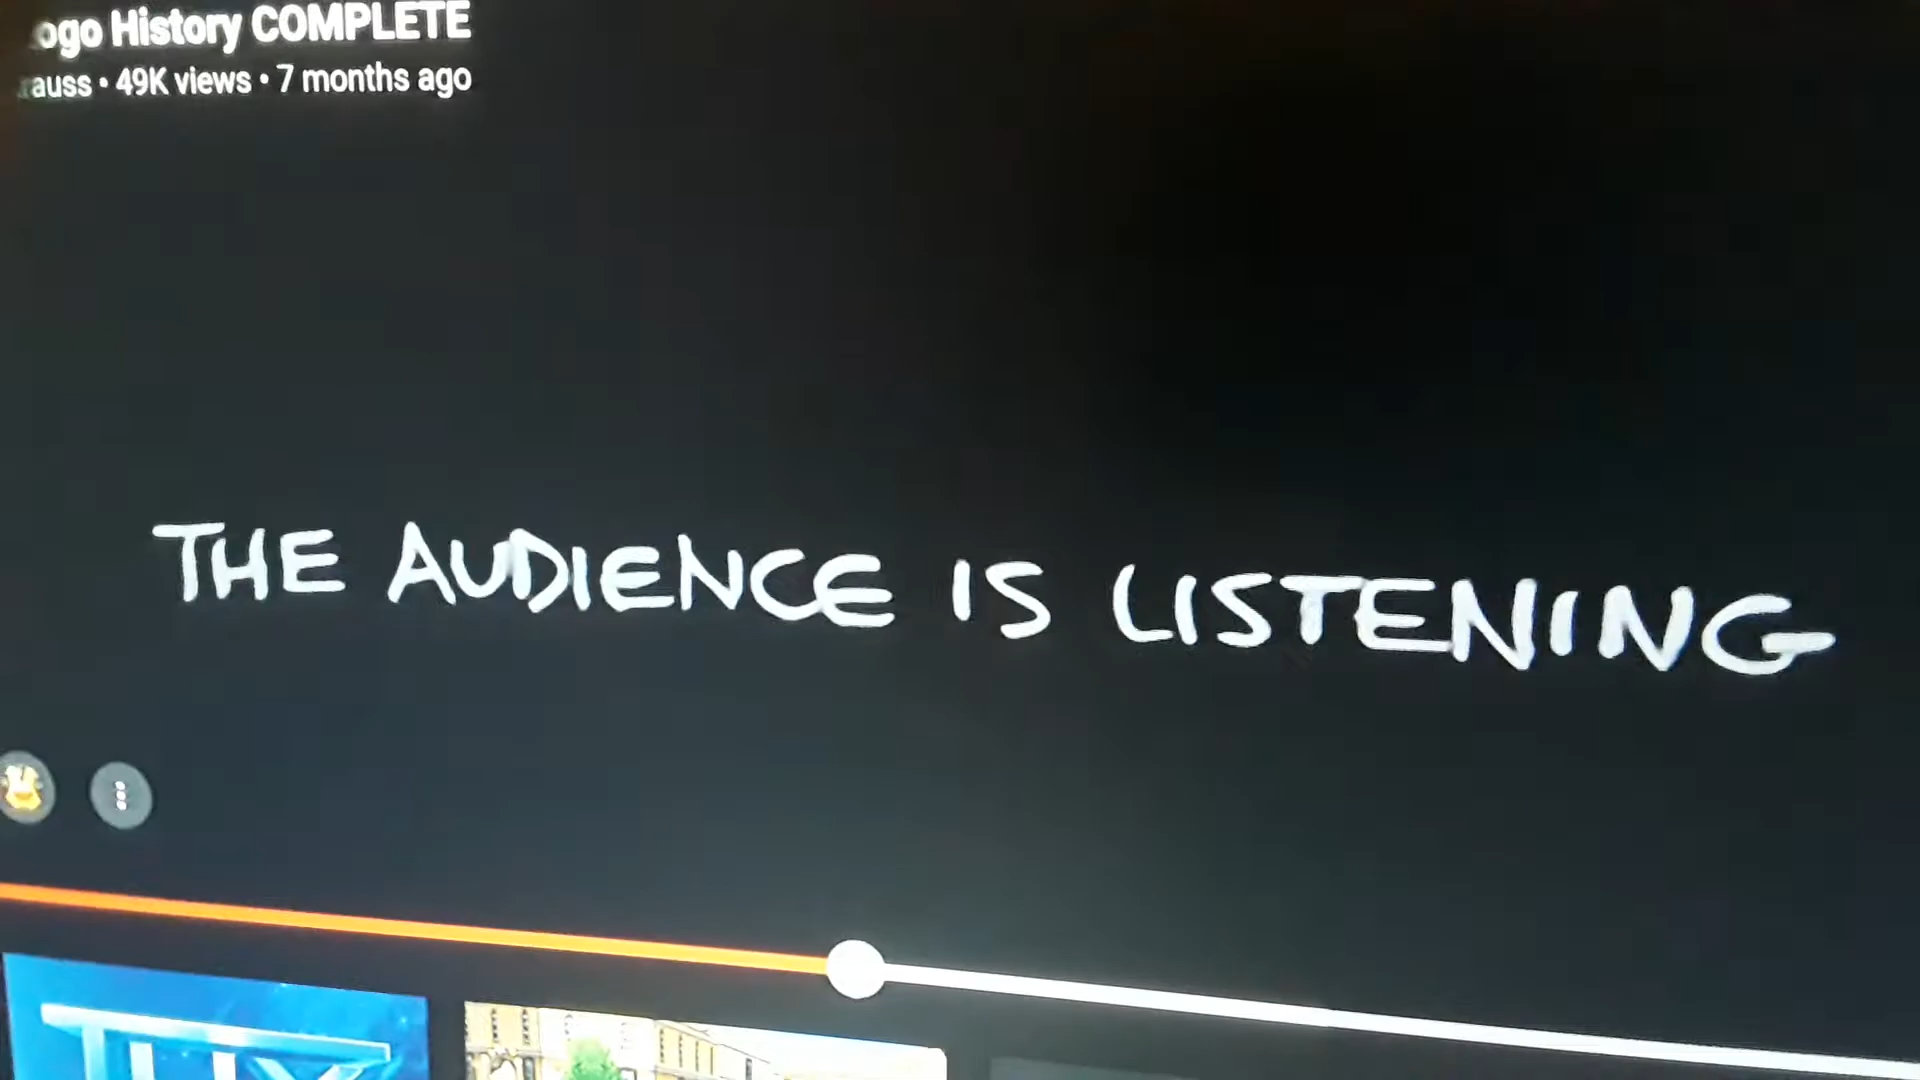 ogo History COMPLETE
auss • 49K views • 7 months ago
THE AUDIENCE IS LISTENING